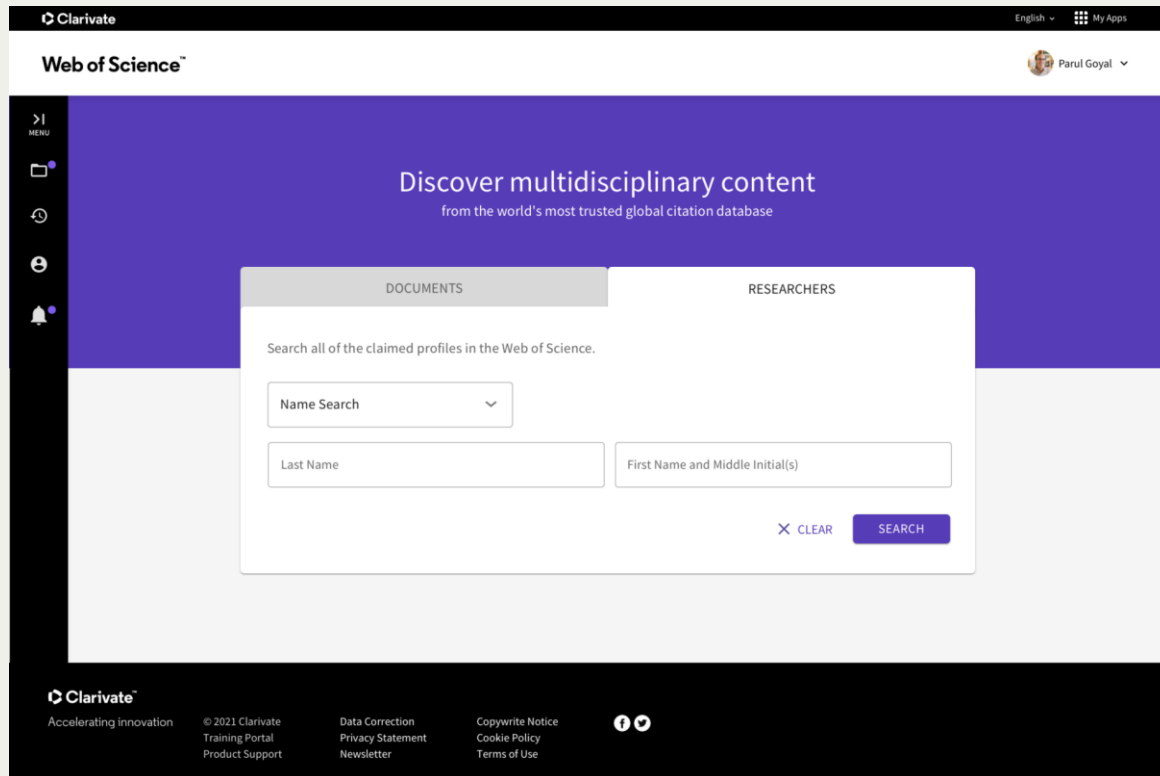 Clarivate
English
My Apps
Web of Science™
Parul Goyal
MENU
Discover multidisciplinary content
from the world's most trusted global citation database
DOCUMENTS
RESEARCHERS
Search all of the claimed profiles in the Web of Science.
Name Search
Last Name
First Name and Middle Initial(s)
CLEAR
SEARCH
Clarivate™
Accelerating innovation
© 2021 Clarivate
Training Portal
Product Support
Data Correction
Privacy Statement
Newsletter
Copywrite Notice
Cookie Policy
Terms of Use